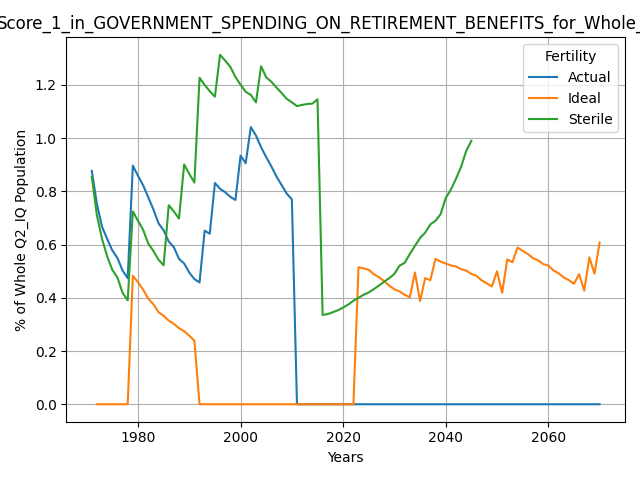 Score_1_in_GOVERNMENT_SPENDING_ON_RETIREMENT_BENEFITS_for_Whole_
Fertility
Actual
Ideal
Sterile
% of Whole Q2_IQ Population
1.2
1.0
0.8
0.6
0.4
0.2
0.0
1980 2000 2020 2040 2060
Years